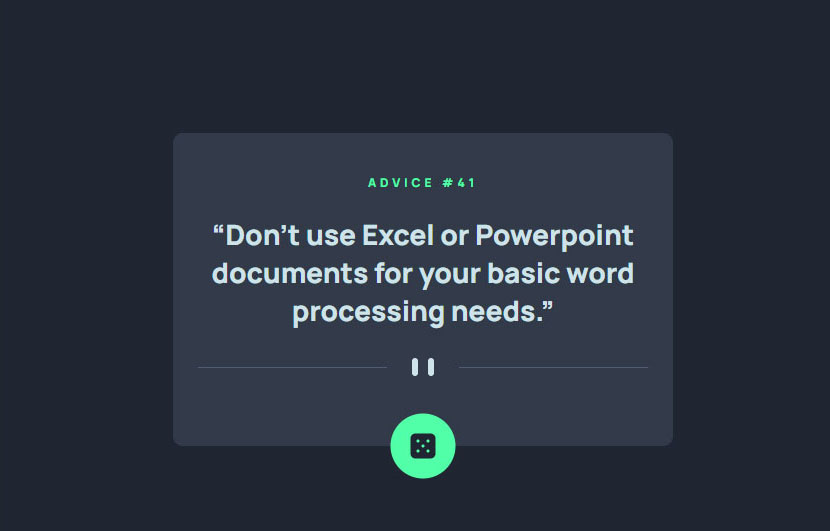 ADVICE #41
“Don’t use Excel or Powerpoint
documents for your basic word
processing needs.”